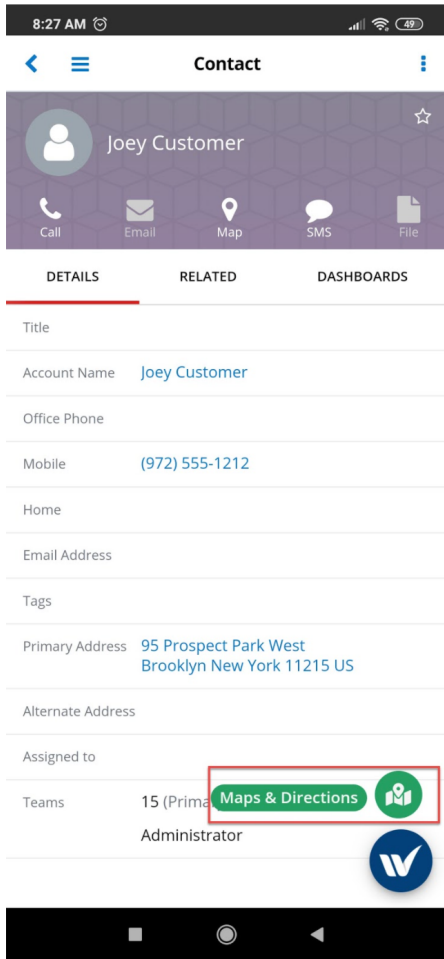 8:27 AM
49
Contact
Joey Customer
Call
Email
Map
SMS
File
DETAILS
RELATED
DASHBOARDS
Title
Account Name Joey Customer
Office Phone
Mobile (972) 555-1212
Home
Email Address
Tags
Primary Address 95 Prospect Park West
Brooklyn New York 11215 US
Alternate Address
Assigned to
Maps & Directions
Teams 15 (Prima
Administrator